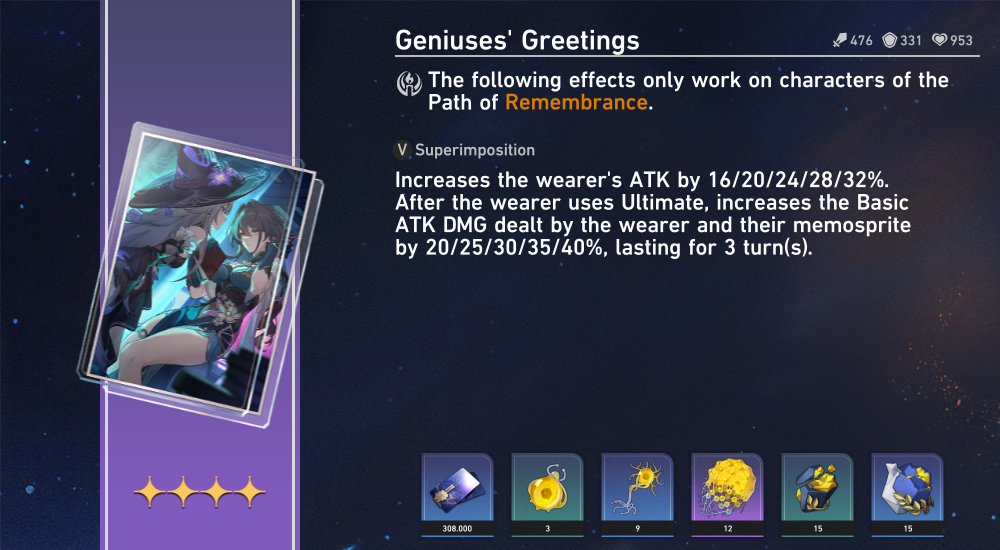 Geniuses' Greetings
476 331 953
The following effects only work on characters of the
Path of Remembrance.
V Superimposition
Increases the wearer's ATK by 16/20/24/28/32%.
After the wearer uses Ultimate, increases the Basic
ATK DMG dealt by the wearer and their memosprite
by 20/25/30/35/40%, lasting for 3 turn(s).
308.000 3 9 12 15 15